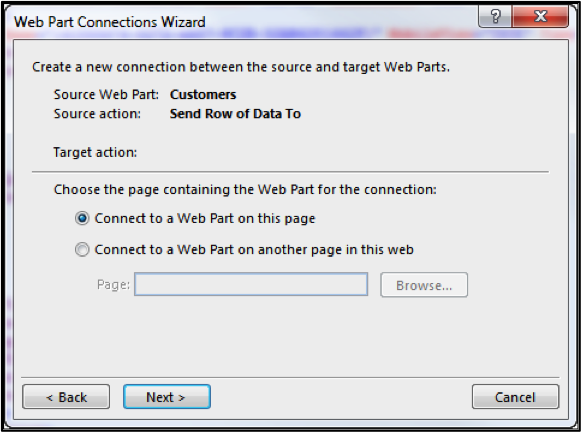 Web Part Connections Wizard
?
Create a new connection between the source and target Web Parts.
Source Web Part: Customers
Source action: Send Row of Data To
Target action:
Choose the page containing the Web Part for the connection:
Connect to a Web Part on this page
Connect to a Web Part on another page in this web
Page: Browse...
< Back Next > Cancel